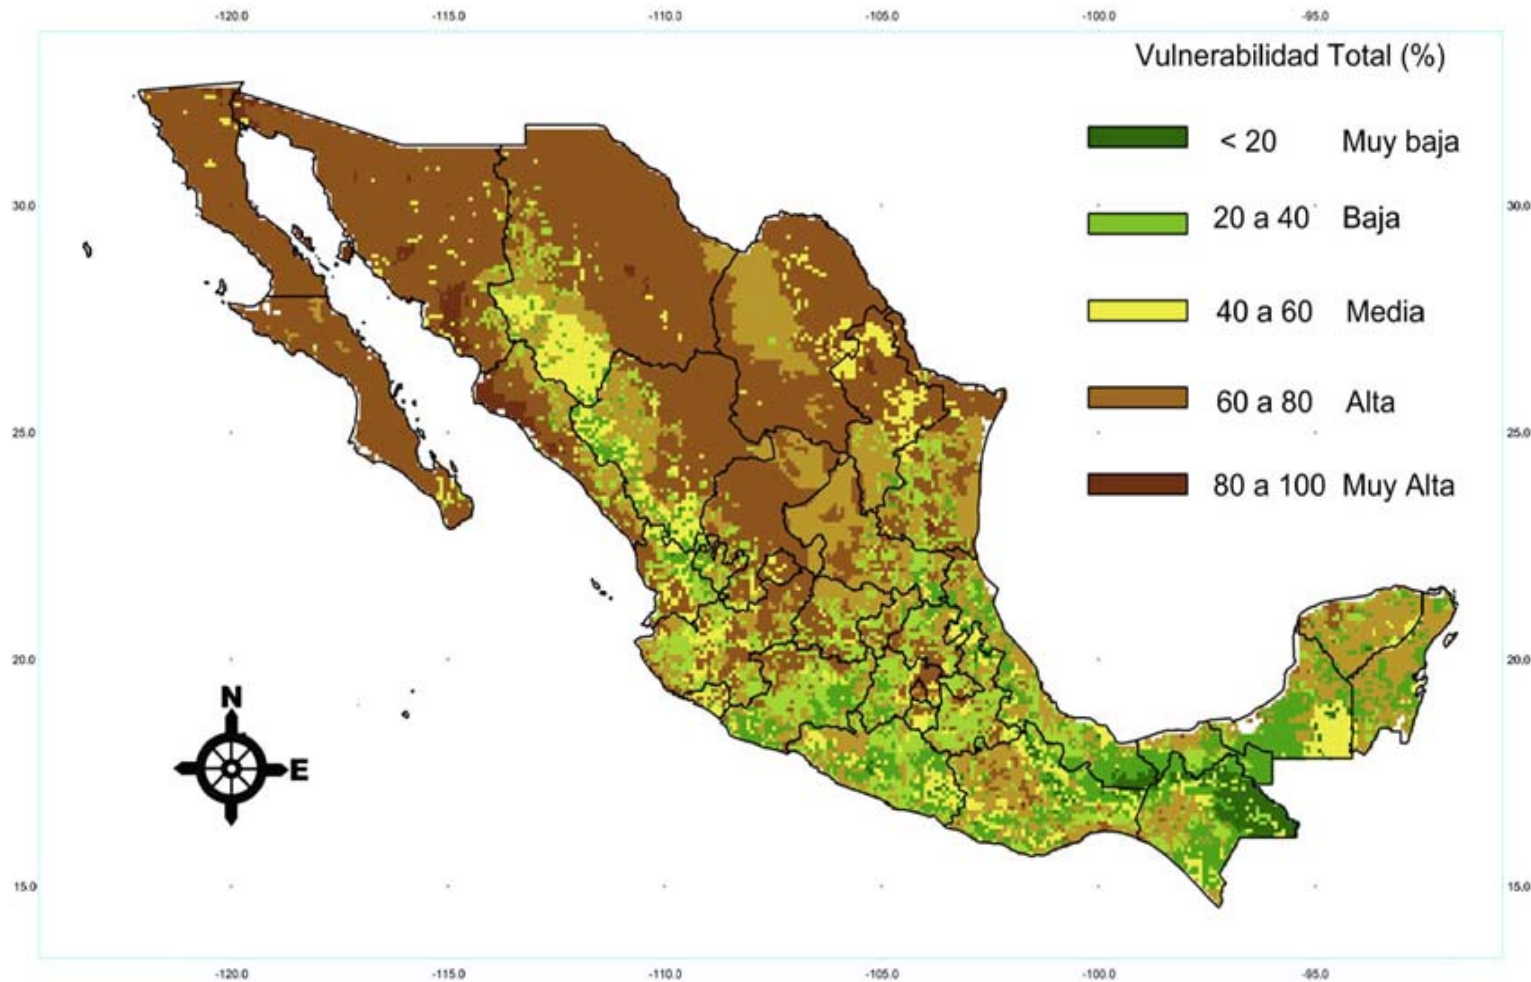 -120.0 -115.0 -110.0 -105.0 -100.0 -95.0
Vulnerabilidad Total (%)
< 20 Muy baja
20 a 40 Baja
40 a 60 Media
60 a 80 Alta
80 a 100 Muy Alta
30.0 30.0
25.0 25.0
20.0 20.0
N
E
15.0 15.0
-120.0 -115.0 -110.0 -105.0 -100.0 -95.0